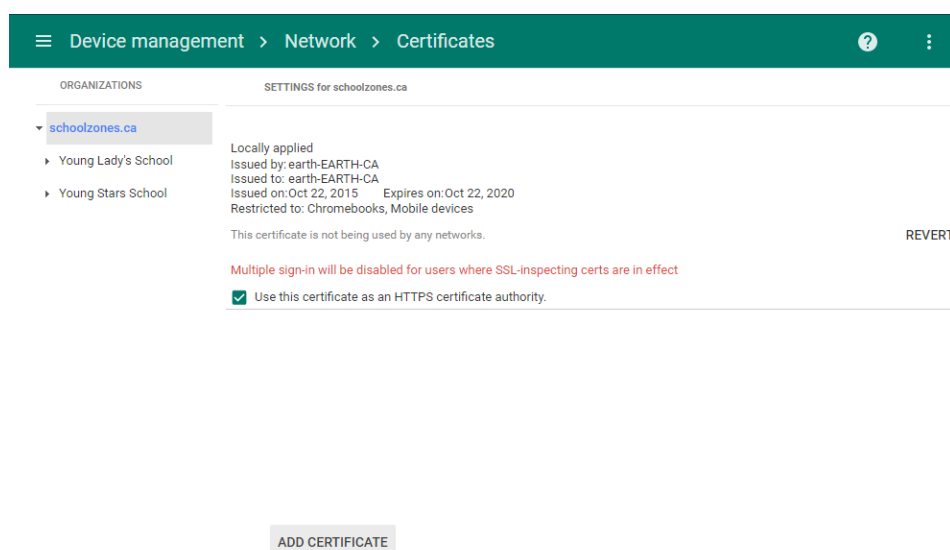 Device management > Network > Certificates
ORGANIZATIONS
SETTINGS for schoolzones.ca
schoolzones.ca
Young Lady's School
Young Stars School
Locally applied
Issued by: earth-EARTH-CA
Issued to: earth-EARTH-CA
Issued on:Oct 22, 2015 Expires on:Oct 22, 2020
Restricted to: Chromebooks, Mobile devices
This certificate is not being used by any networks.
REVERT
Multiple sign-in will be disabled for users where SSL-inspecting certs are in effect
Use this certificate as an HTTPS certificate authority.
ADD CERTIFICATE